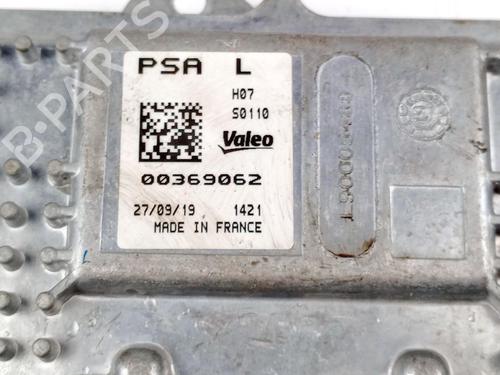 PSA L
H07
S0110
Valeo
00369062
27/09/19 1421
MADE IN FRANCE
B-PARTS